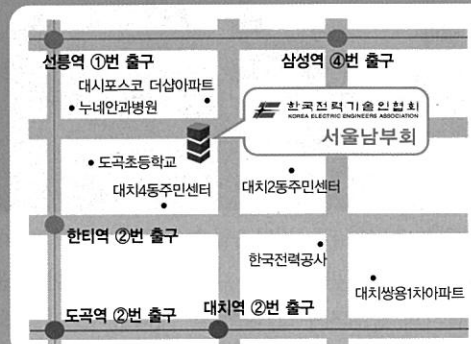 선릉역 ①번 출구
삼성역 ④번 출구
대시포스코 더샵아파트
누네안과병원
한국전력기술인협회
KOREA ELECTRIC ENGINEERS ASSOCIATION
서울남부회
도곡초등학교
대치4동주민센터
대치2동주민센터
한티역 ②번 출구
한국전력공사
대치쌍용1차아파트
도곡역 ②번 출구
대치역 ②번 출구